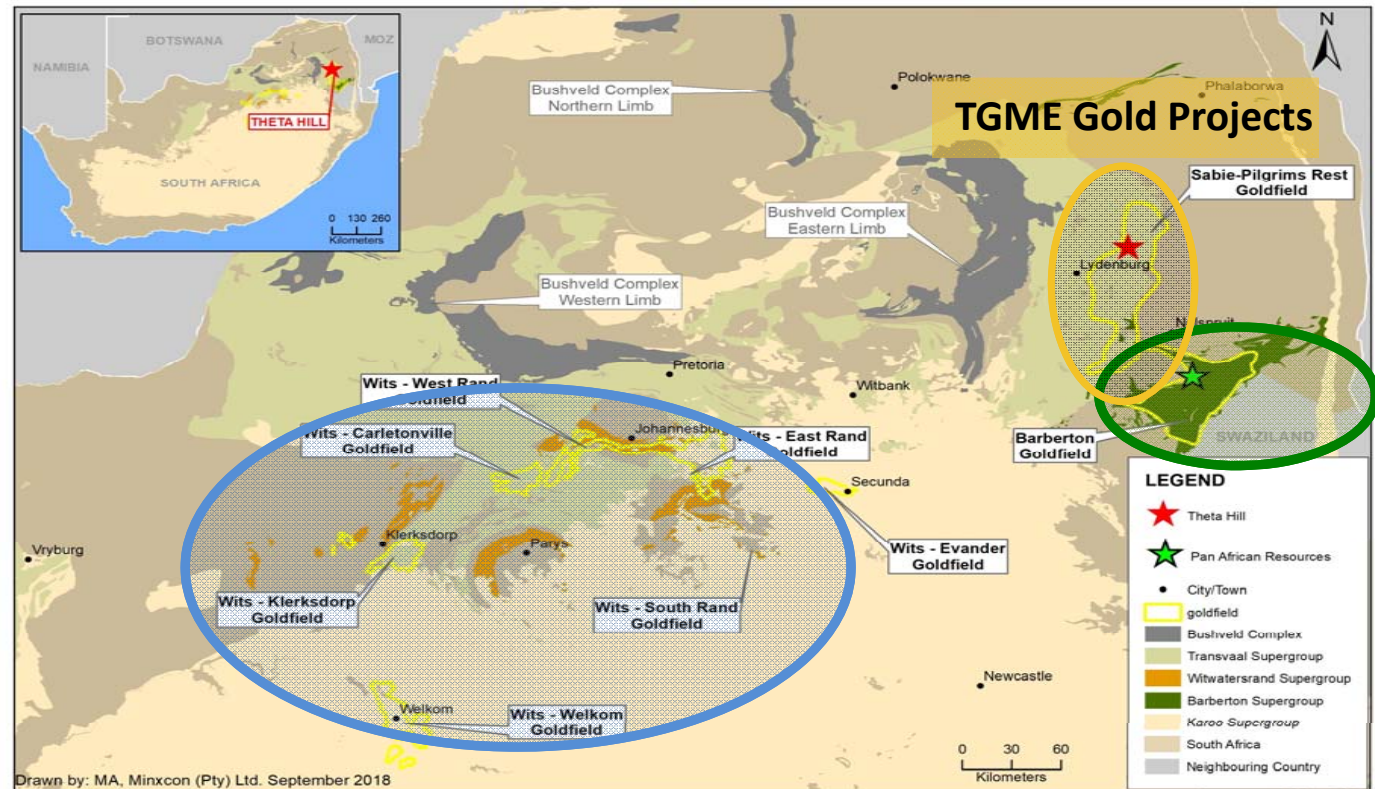 BOTSWANA
MOZ
NAMIBIA
THETA HILL
SOUTH AFRICA
0 130 260
Kilometers
N
Bushveld Complex
Northern Limb
Polokwane
Phalaborwa
TGME Gold Projects
Sabie-Pilgrims Rest
Goldfield
Bushveld Complex
Eastern Limb
Lydenburg
Bushveld Complex
Western Limb
Nelspruit
Pretoria
Witbank
Wits - West Rand
Goldfield
Wits - Carletonville
Goldfield
Johannesburg
Wits - East Rand
Goldfield
Barberton
Goldfield
SWAZILAND
Secunda
Vryburg
Klerksdorp
Parys
Wits - Evander
Goldfield
Wits - Klerksdorp
Goldfield
Wits - South Rand
Goldfield
Newcastle
Welkom
Wits - Welkom
Goldfield
0 30 60
Kilometers
LEGEND
Theta Hill
Pan African Resources
City/Town
goldfield
Bushveld Complex
Transvaal Supergroup
Witwatersrand Supergroup
Barberton Supergroup
Karoo Supergroup
South Africa
Neighbouring Country
Drawn by: MA, Minxcon (Pty) Ltd. September 2018